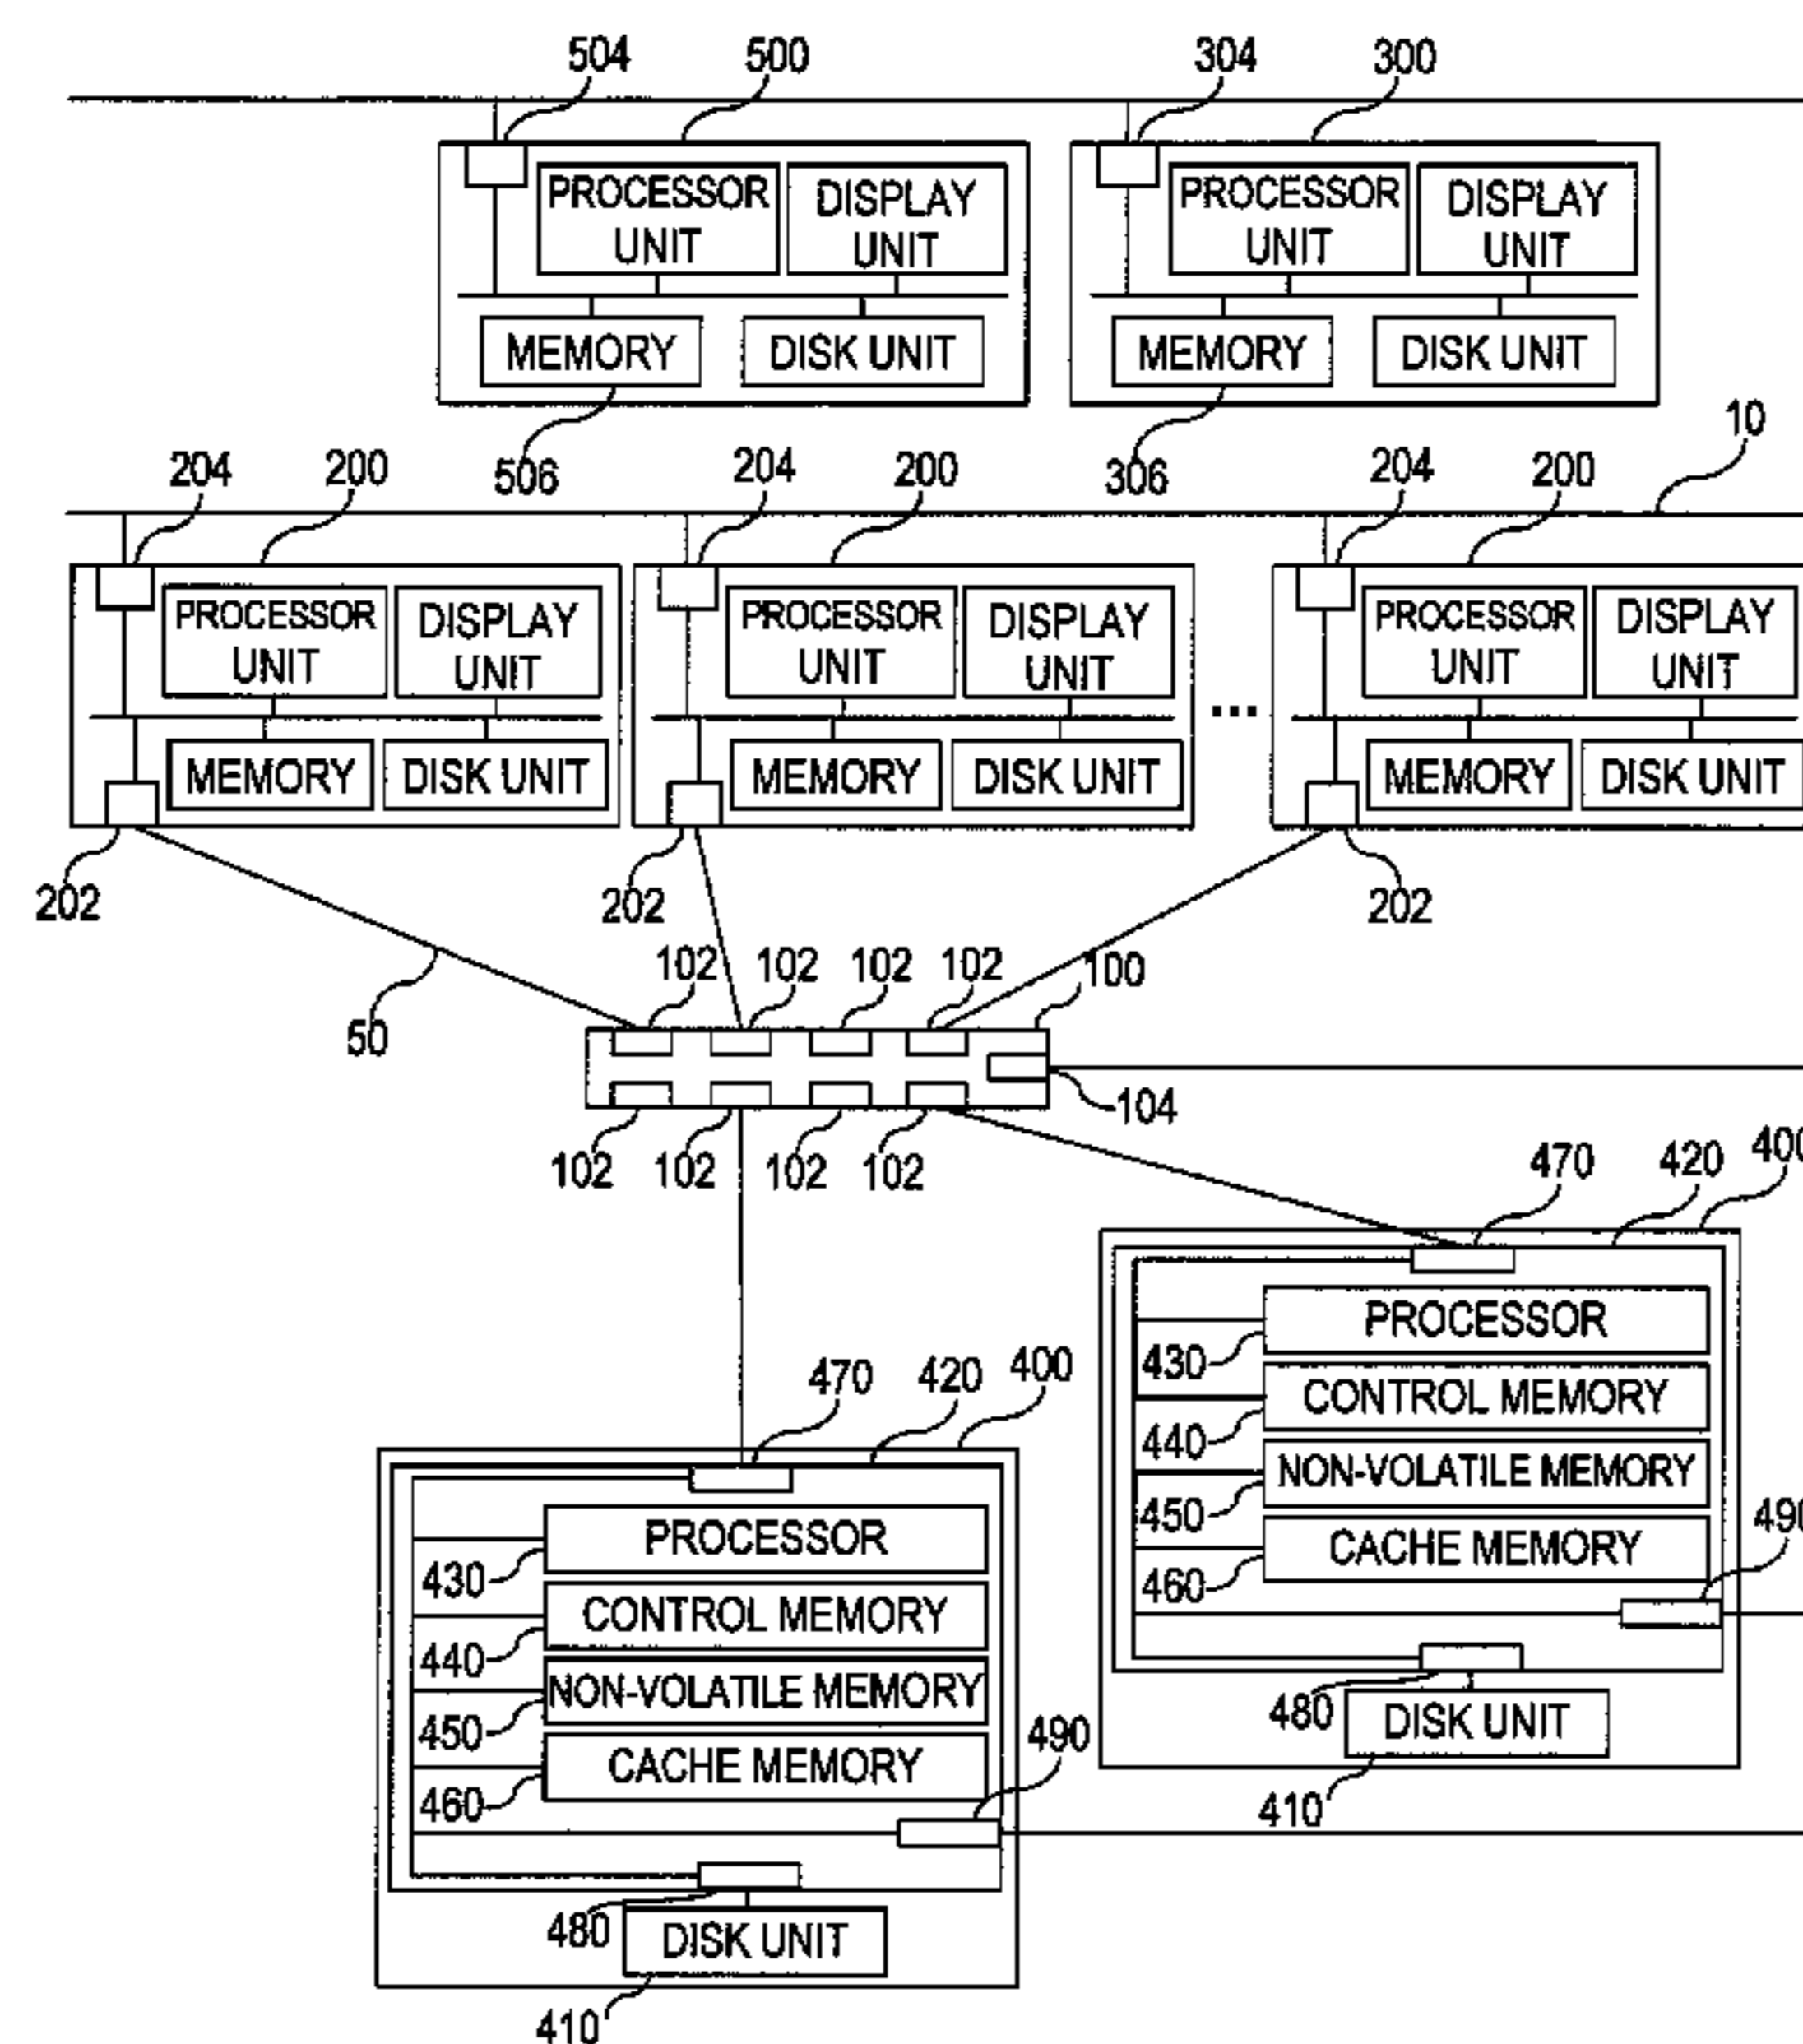 504 500 304 300
PROCESSOR UNIT DISPLAY UNIT PROCESSOR UNIT DISPLAY UNIT
MEMORY DISK UNIT MEMORY DISK UNIT
506 306 10
204 200 204 200 204 200
PROCESSOR UNIT DISPLAY UNIT PROCESSOR UNIT DISPLAY UNIT ... PROCESSOR UNIT DISPLAY UNIT
MEMORY DISK UNIT MEMORY DISK UNIT MEMORY DISK UNIT
202 202 202
50 102 102 102 102 100
104
102 102 102 102
470 420 400
PROCESSOR
430
CONTROL MEMORY
440
NON-VOLATILE MEMORY
450
CACHE MEMORY
460
490
480
DISK UNIT
410
470 420 400
PROCESSOR
430
CONTROL MEMORY
440
NON-VOLATILE MEMORY
450
CACHE MEMORY
460
490
480
DISK UNIT
410